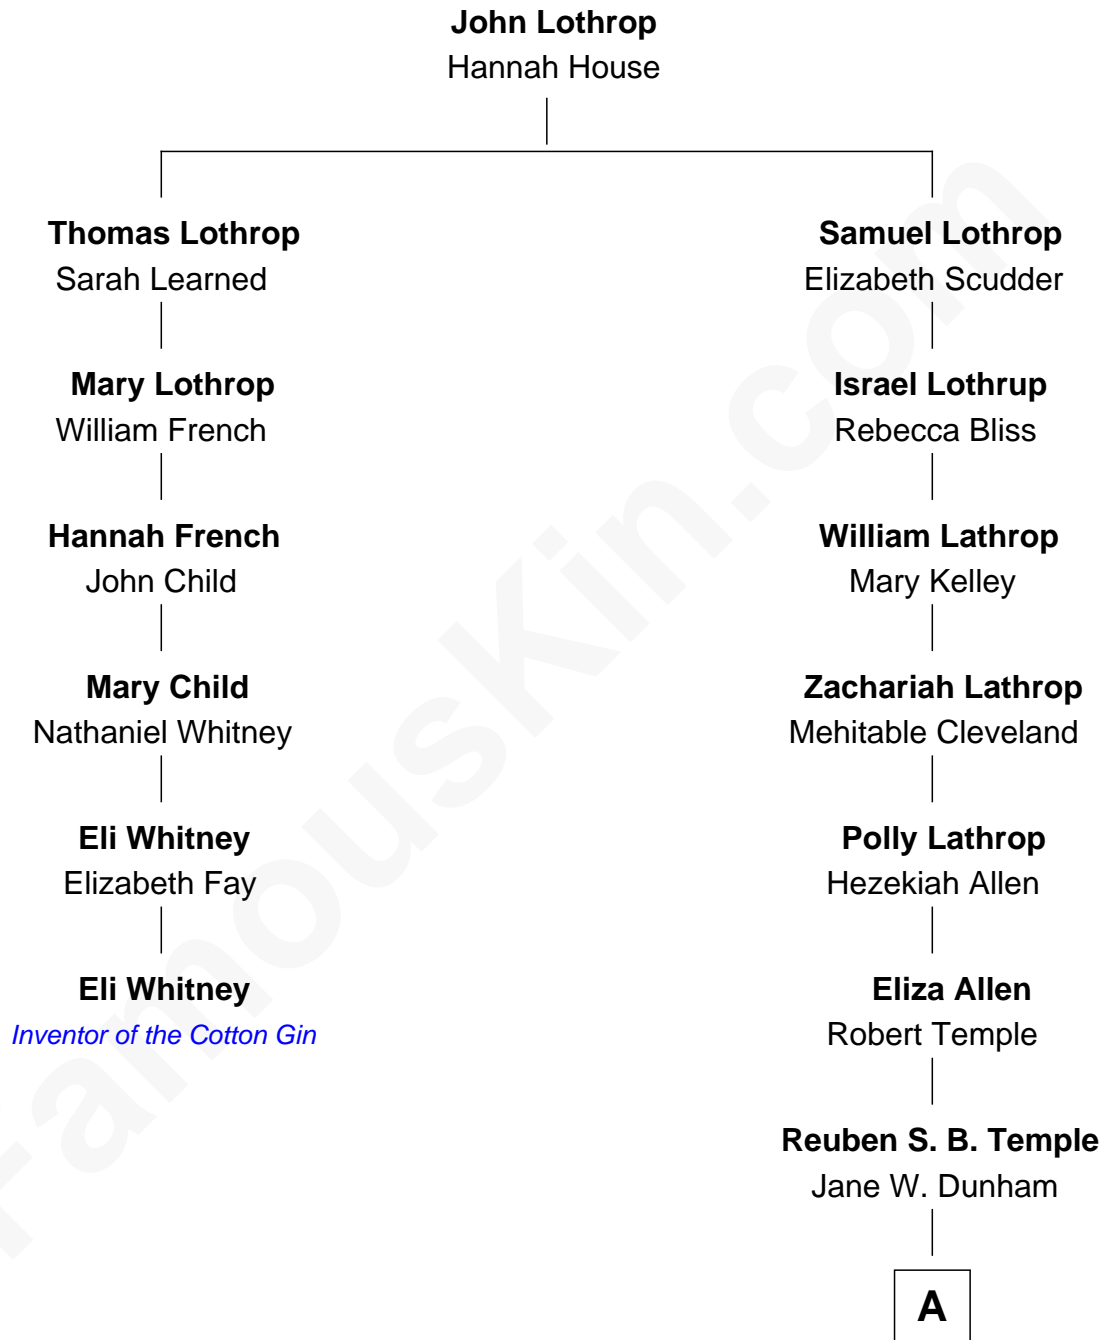 John Lothrop
Hannah House
Thomas Lothrop
Sarah Learned
Samuel Lothrop
Elizabeth Scudder
Mary Lothrop
William French
Israel Lothrup
Rebecca Bliss
Hannah French
John Child
William Lathrop
Mary Kelley
Mary Child
Nathaniel Whitney
Zachariah Lathrop
Mehitable Cleveland
Eli Whitney
Elizabeth Fay
Polly Lathrop
Hezekiah Allen
Eli Whitney
Inventor of the Cotton Gin
Eliza Allen
Robert Temple
Reuben S. B. Temple
Jane W. Dunham
A
FamousKin.com